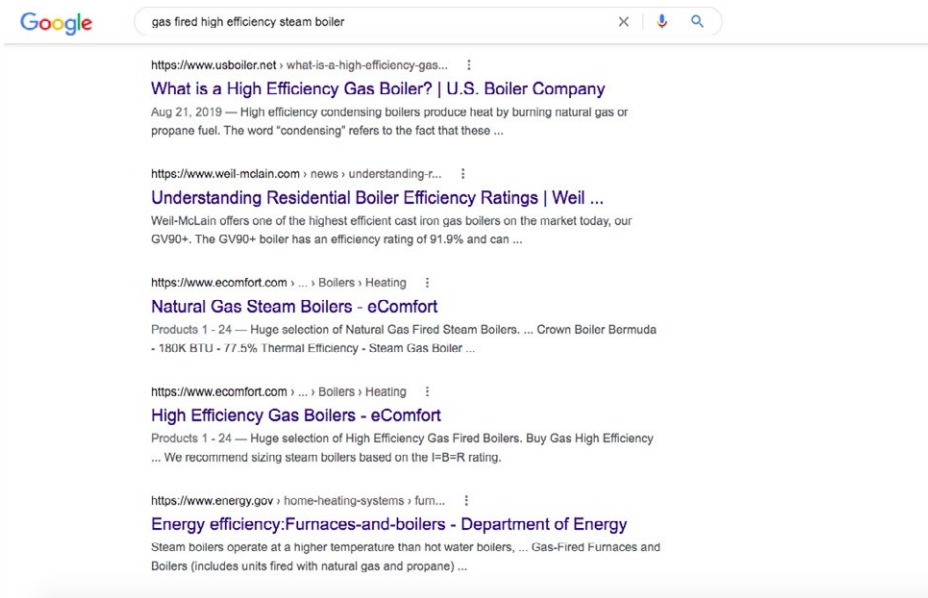 Google
gas fired high efficiency steam boiler
https://www.usboiler.net › what-is-a-high-efficiency-gas...
What is a High Efficiency Gas Boiler? | U.S. Boiler Company
Aug 21, 2019 — High efficiency condensing boilers produce heat by burning natural gas or
propane fuel. The word “condensing” refers to the fact that these ...
https://www.weil-mclain.com › news › understanding-r...
Understanding Residential Boiler Efficiency Ratings | Weil ...
Weil-McLain offers one of the highest efficient cast iron gas boilers on the market today, our
GV90+. The GV90+ boiler has an efficiency rating of 91.9% and can ...
https://www.ecomfort.com › ... › Boilers › Heating
Natural Gas Steam Boilers - eComfort
Products 1 - 24 — Huge selection of Natural Gas Fired Steam Boilers. ... Crown Boiler Bermuda
- 180K BTU - 77.5% Thermal Efficiency - Steam Gas Boiler ...
https://www.ecomfort.com › ... › Boilers › Heating
High Efficiency Gas Boilers - eComfort
Products 1 - 24 — Huge selection of High Efficiency Gas Fired Boilers. Buy Gas High Efficiency
... We recommend sizing steam boilers based on the I=B=R rating.
https://www.energy.gov › home-heating-systems › furn...
Energy efficiency:Furnaces-and-boilers - Department of Energy
Steam boilers operate at a higher temperature than hot water boilers, ... Gas-Fired Furnaces and
Boilers (includes units fired with natural gas and propane) ...